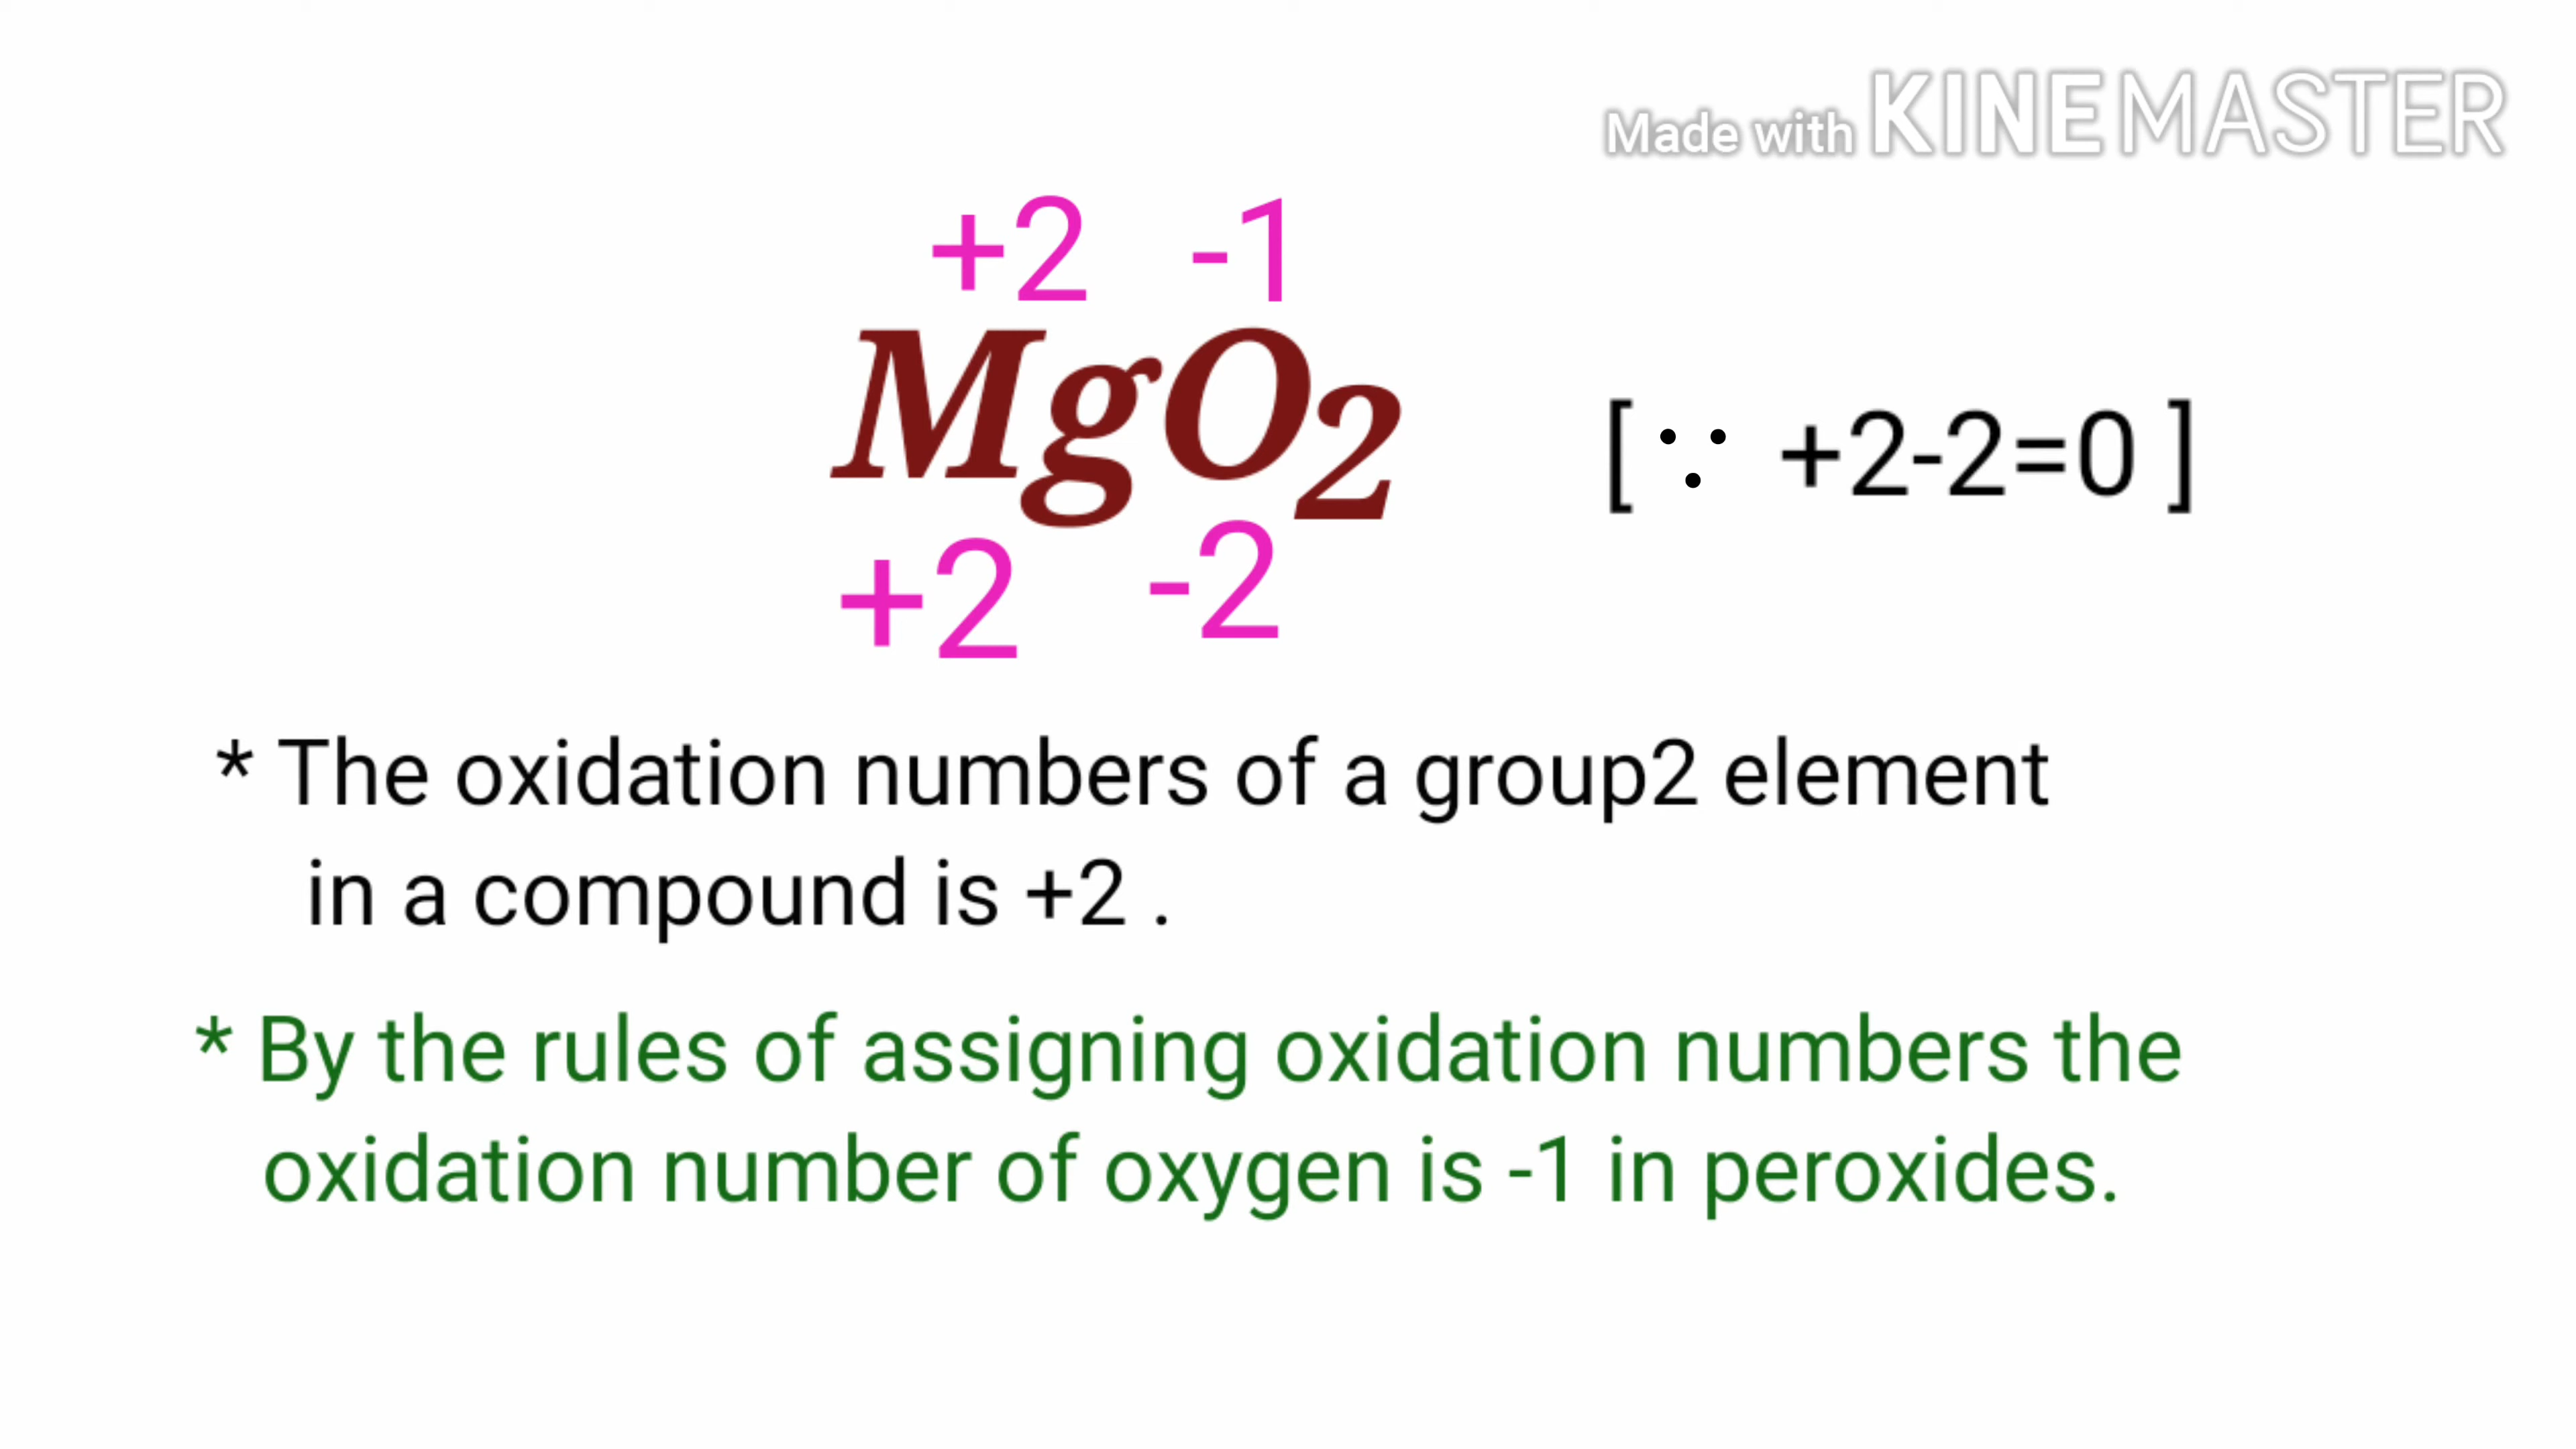 Made with KINEMASTER
+2 -1
MgO2 [ ∵ +2-2=0 ]
+2 -2
* The oxidation numbers of a group2 element
in a compound is +2 .
* By the rules of assigning oxidation numbers the
oxidation number of oxygen is -1 in peroxides.